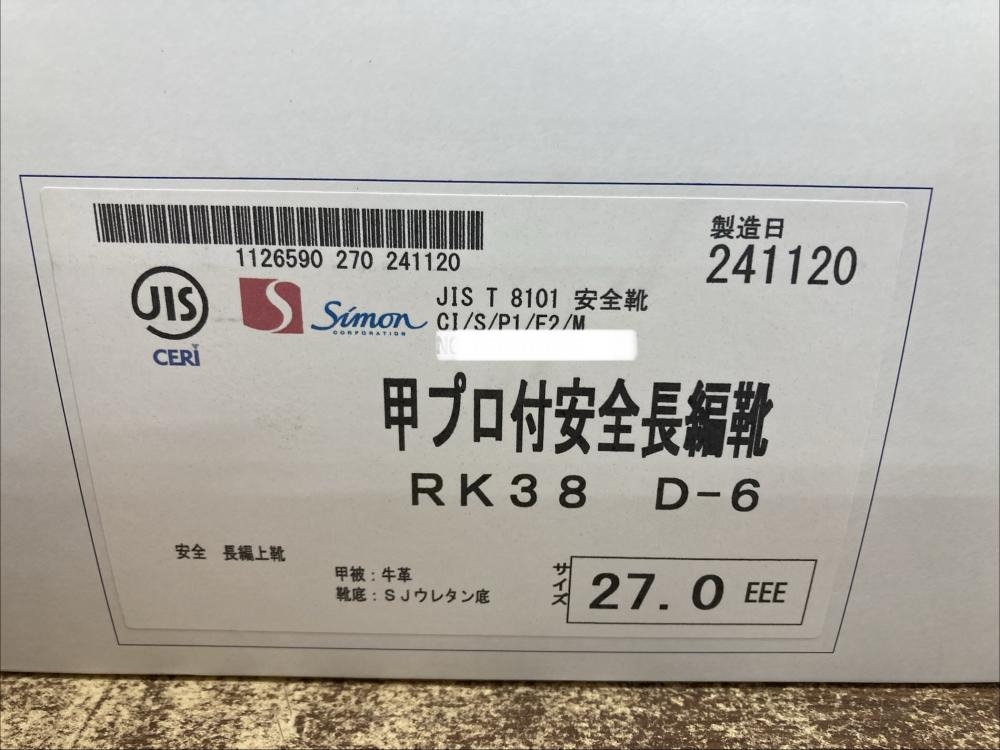 製造日
241120
1126590 270 241120
JIS
CERI
Simon
CORPORATION
JIS T 8101 安全靴
CI/S/P1/F2/M
甲プロ付安全長編靴
RK38 D-6
安全 長編上靴
甲被：牛革
靴底：SJウレタン底
サイズ
27.0 EEE